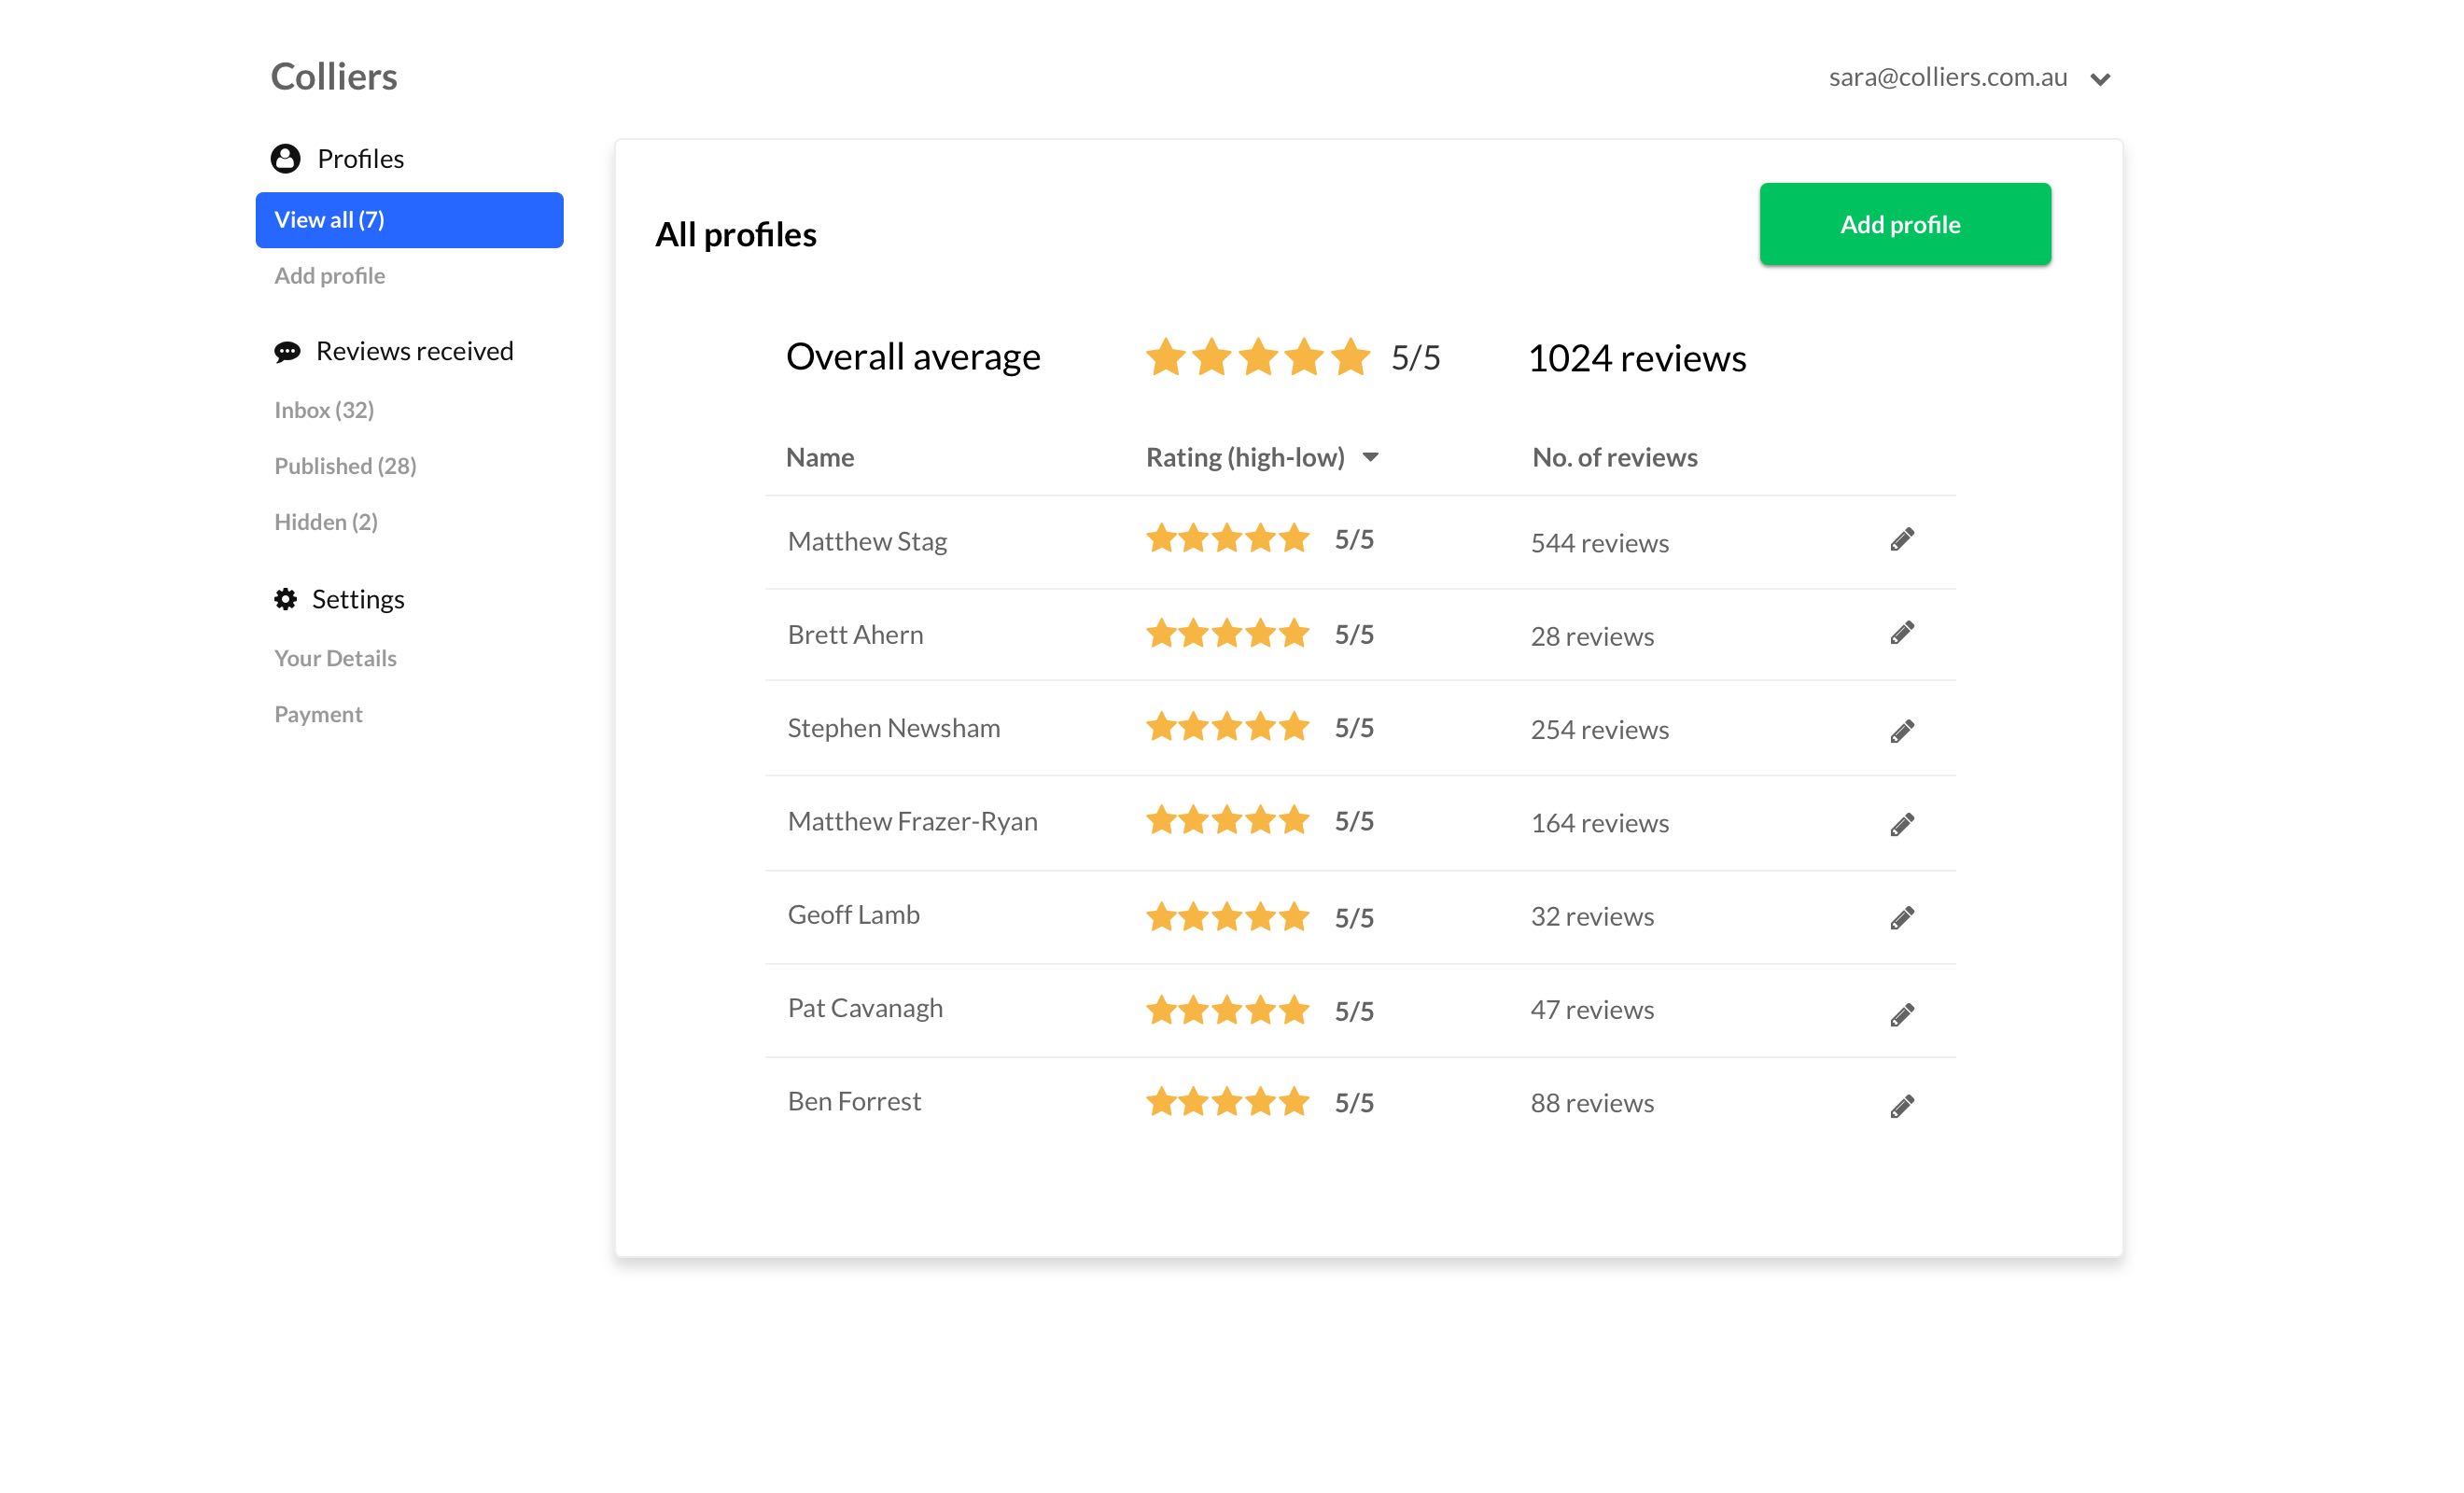 Colliers
sara@colliers.com.au
Profiles
View all (7)
Add profile
Reviews received
Inbox (32)
Published (28)
Hidden (2)
Settings
Your Details
Payment
All profiles
Add profile
Overall average 5/5 1024 reviews
Name Rating (high-low) No. of reviews
Matthew Stag 5/5 544 reviews
Brett Ahern 5/5 28 reviews
Stephen Newsham 5/5 254 reviews
Matthew Frazer-Ryan 5/5 164 reviews
Geoff Lamb 5/5 32 reviews
Pat Cavanagh 5/5 47 reviews
Ben Forrest 5/5 88 reviews